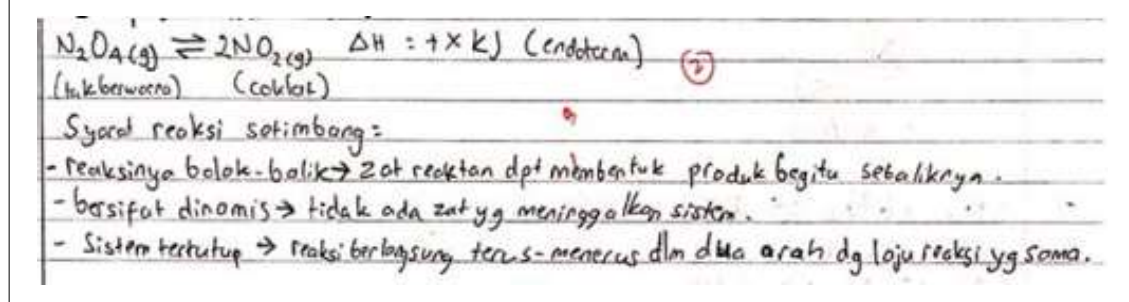 N₂O₄(g) ⇌ 2NO₂(g) ΔH : +x kJ (endoterm) ②
(tak berwarna) (coklat)
Syarat reaksi setimbang :
- reaksinya bolak-balik → zat reaktan dpt membentuk produk begitu sebaliknya.
- bersifat dinamis → tidak ada zat yg meninggalkan sistem.
- Sistem tertutup → reaksi berlangsung terus-menerus dlm dua arah dg laju reaksi yg sama.